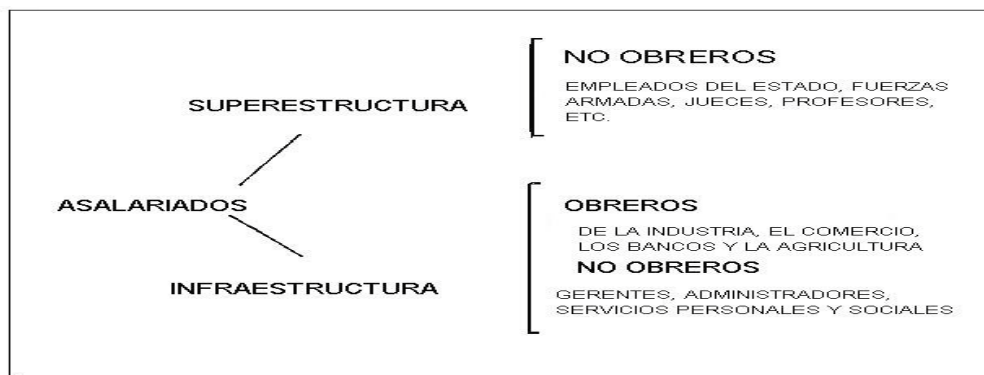 NO OBREROS
EMPLEADOS DEL ESTADO, FUERZAS
ARMADAS, JUECES, PROFESORES,
ETC.
SUPERESTRUCTURA
ASALARIADOS
OBREROS
DE LA INDUSTRIA, EL COMERCIO,
LOS BANCOS Y LA AGRICULTURA
NO OBREROS
INFRAESTRUCTURA
GERENTES, ADMINISTRADORES,
SERVICIOS PERSONALES Y SOCIALES